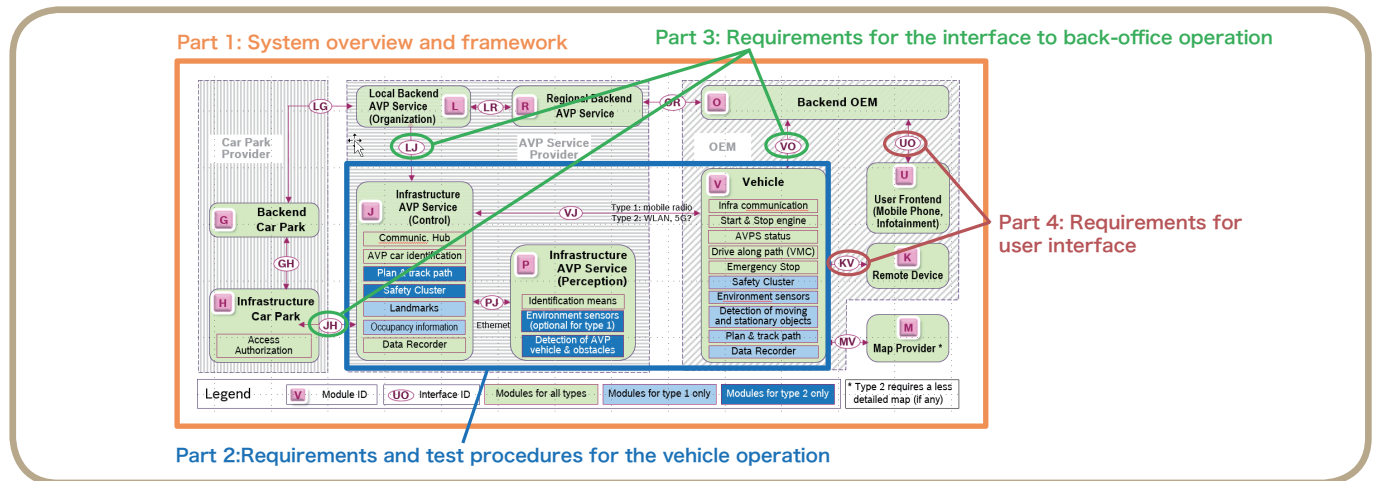 Part 1: System overview and framework
Part 3: Requirements for the interface to back-office operation
LG
Local Backend
AVP Service
(Organization)
L
LR
R
Regional Backend
AVP Service
OR
O
Backend OEM
Car Park
Provider
LJ
AVP Service
Provider
OEM
VO
UO
G
Backend
Car Park
GH
H
Infrastructure
Car Park
Access
Authorization
JH
J
Infrastructure
AVP Service
(Control)
Communic. Hub
AVP car identification
Plan & track path
Safety Cluster
Landmarks
Occupancy information
Data Recorder
VJ
Type 1: mobile radio
Type 2: WLAN, 5G?
PJ
Ethernet
P
Infrastructure
AVP Service
(Perception)
Identification means
Environment sensors
(optional for type 1)
Detection of AVP
vehicle & obstacles
V
Vehicle
Infra communication
Start & Stop engine
AVPS status
Drive along path (VMC)
Emergency Stop
Safety Cluster
Environment sensors
Detection of moving
and stationary objects
Plan & track path
Data Recorder
U
User Frontend
(Mobile Phone,
Infotainment)
KV
K
Remote Device
MV
M
Map Provider *
Part 4: Requirements for
user interface
Legend
V
Module ID
UO
Interface ID
Modules for all types
Modules for type 1 only
Modules for type 2 only
* Type 2 requires a less
detailed map (if any)
Part 2:Requirements and test procedures for the vehicle operation